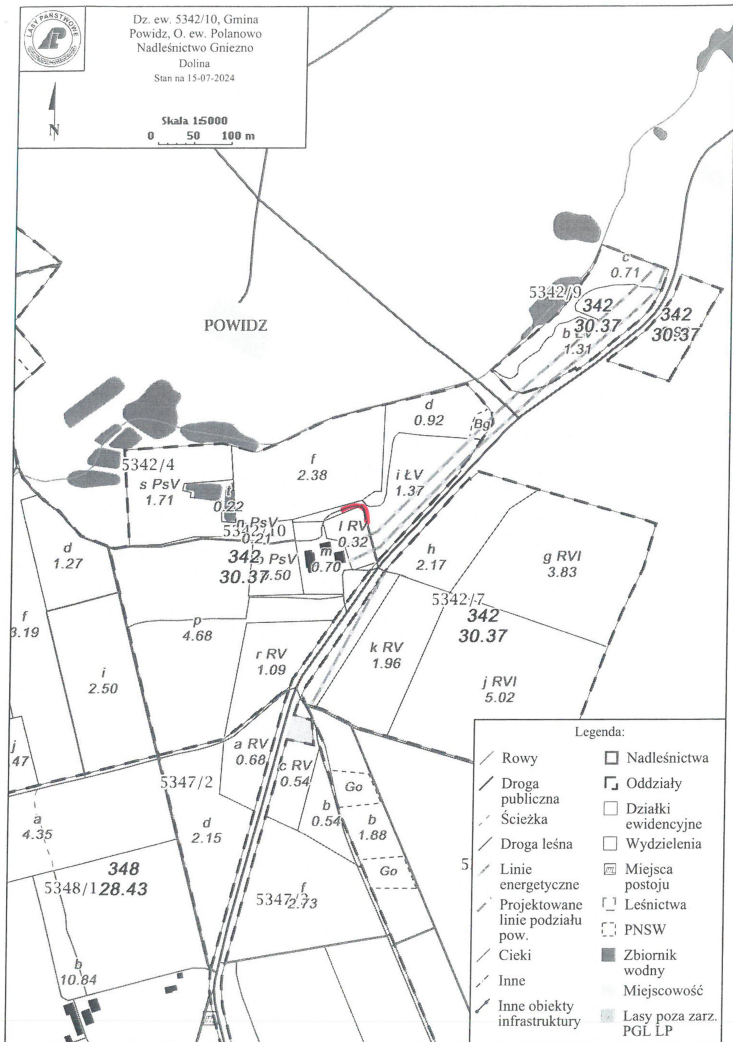 LASY PAŃSTWOWE
Dz. ew. 5342/10, Gmina
Powidz, O. ew. Polanowo
Nadleśnictwo Gniezno
Dolina
Stan na 15-07-2024
N
Skala 1:5000
0 50 100 m
POWIDZ
c
0.71
5342/9
342
30.37
b ŁV
1.31
342
30.37
d
0.92
Bg
f
2.38
i ŁV
1.37
5342/4
s PsV
1.71
t
0.22
n PsV
5342/10
0.21
l RV
0.32
342
30.37
m
0.70
d
1.27
h
2.17
g RVI
3.83
5342/7
342
30.37
f
3.19
p
4.68
i
2.50
r RV
1.09
k RV
1.96
j RVI
5.02
j
.47
a RV
0.68
c RV
0.54
5347/2
Go
b
0.54
b
1.88
a
4.35
d
2.15
Go
348
5348/1 28.43
f
5347/3
2.73
b
10.84
Legenda:
Rowy
Droga
publiczna
Ścieżka
Droga leśna
Linie
energetyczne
Projektowane
linie podziału
pow.
Cieki
Inne
Inne obiekty
infrastruktury
Nadleśnictwa
Oddziały
Działki
ewidencyjne
Wydzielenia
Miejsca
postoju
Leśnictwa
PNSW
Zbiornik
wodny
Miejscowość
Lasy poza zarz.
PGL LP